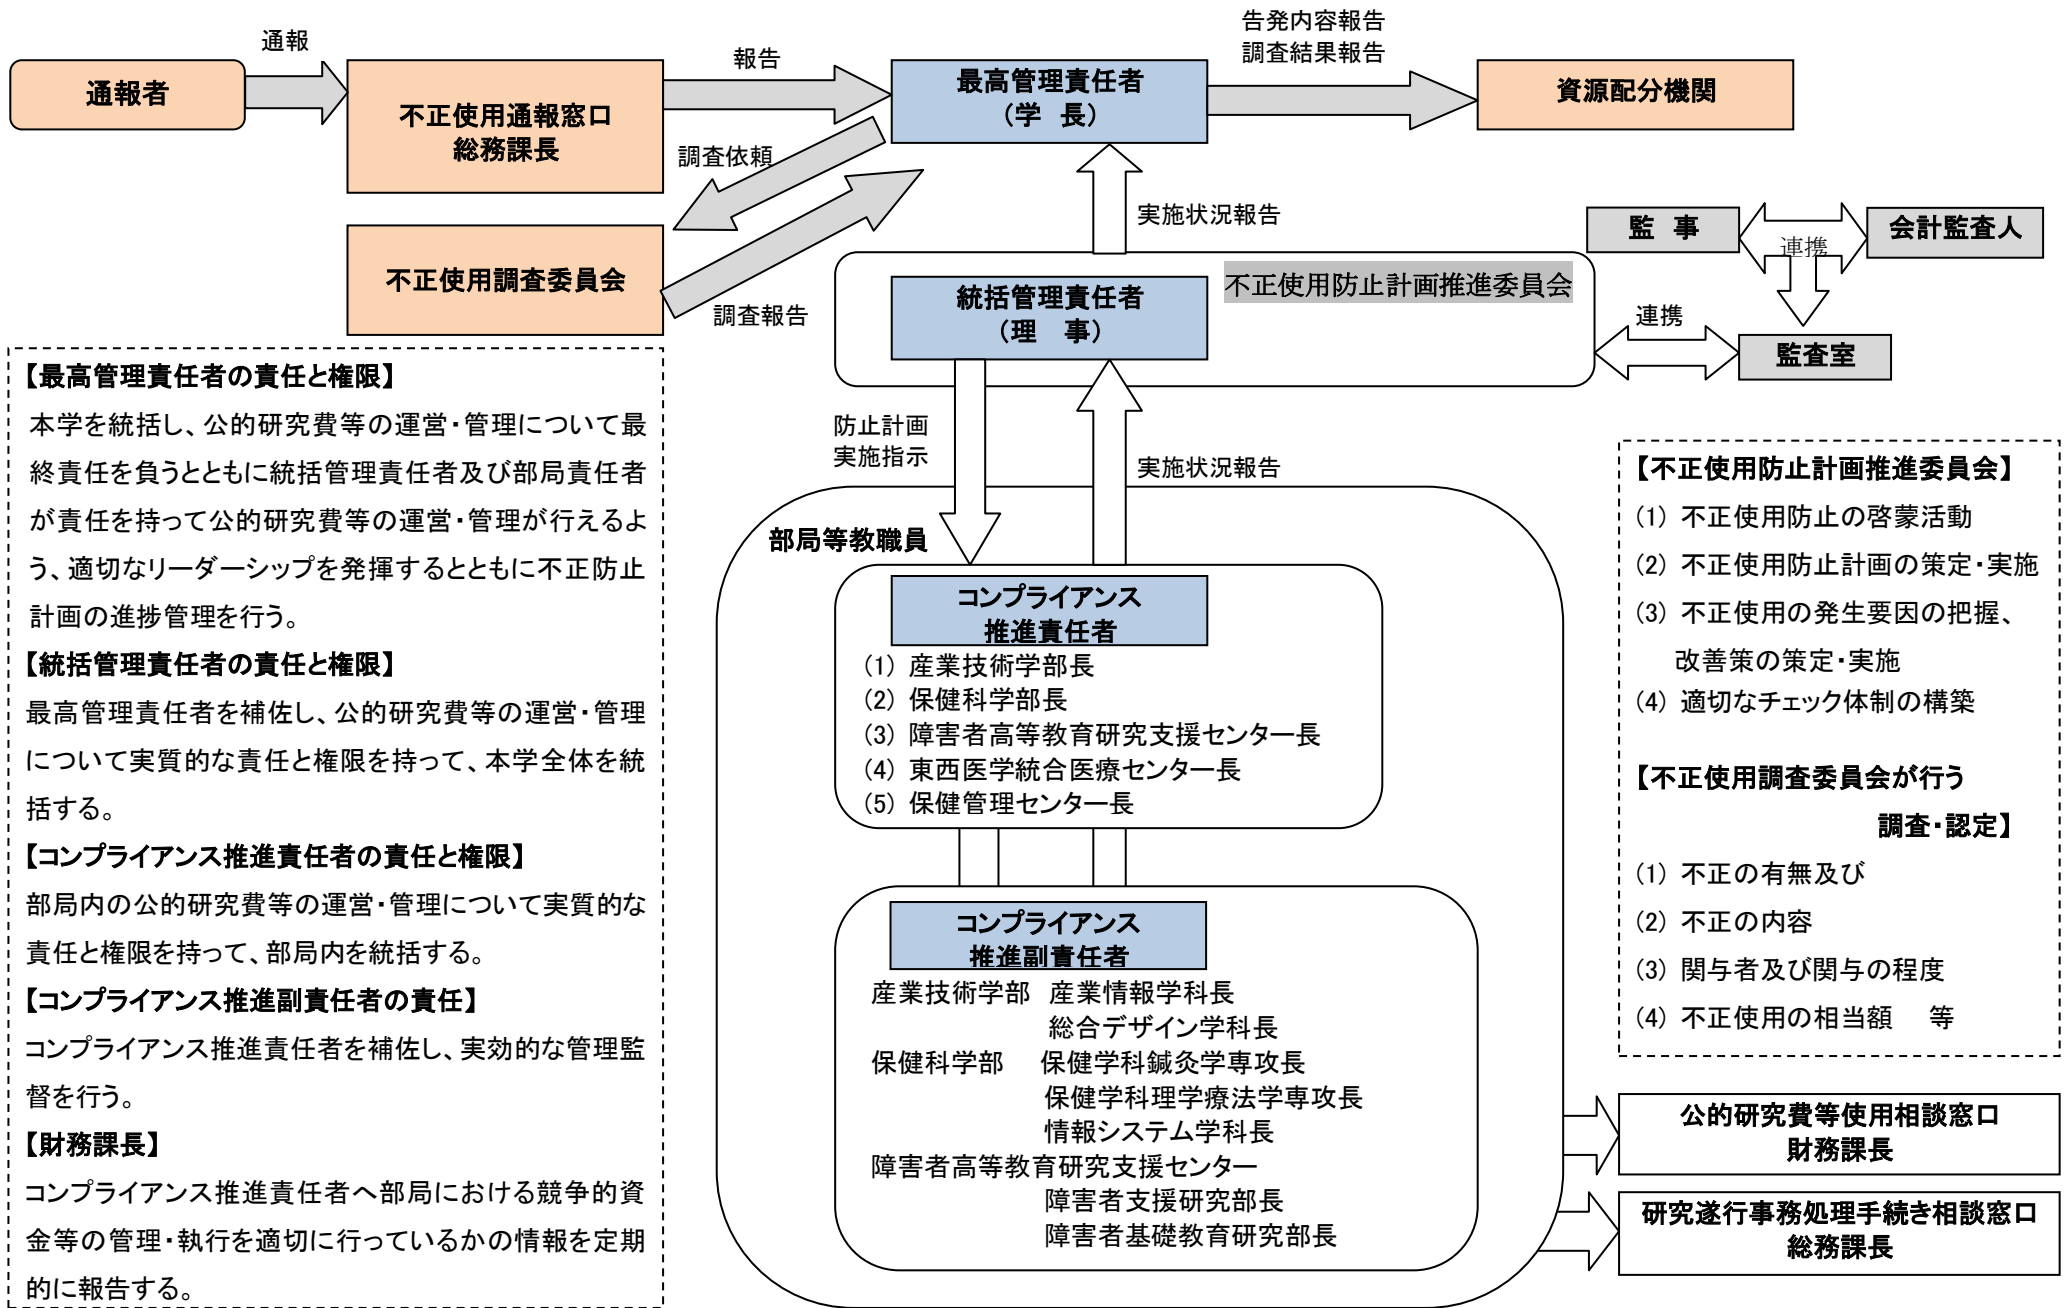 通報
通報者
不正使用通報窓口
総務課長
報告
最高管理責任者
（学　長）
告発内容報告
調査結果報告
資源配分機関
調査依頼
不正使用調査委員会
調査報告
実施状況報告
監　事
連携
会計監査人
不正使用防止計画推進委員会
統括管理責任者
（理　事）
連携
監査室
【最高管理責任者の責任と権限】
本学を統括し、公的研究費等の運営・管理について最
終責任を負うとともに統括管理責任者及び部局責任者
が責任を持って公的研究費等の運営・管理が行えるよ
う、適切なリーダーシップを発揮するとともに不正防止
計画の進捗管理を行う。
【統括管理責任者の責任と権限】
最高管理責任者を補佐し、公的研究費等の運営・管理
について実質的な責任と権限を持って、本学全体を統
括する。
【コンプライアンス推進責任者の責任と権限】
部局内の公的研究費等の運営・管理について実質的な
責任と権限を持って、部局内を統括する。
【コンプライアンス推進副責任者の責任】
コンプライアンス推進責任者を補佐し、実効的な管理監
督を行う。
【財務課長】
コンプライアンス推進責任者へ部局における競争的資
金等の管理・執行を適切に行っているかの情報を定期
的に報告する。
防止計画
実施指示
実施状況報告
部局等教職員
コンプライアンス
推進責任者
(1) 産業技術学部長
(2) 保健科学部長
(3) 障害者高等教育研究支援センター長
(4) 東西医学統合医療センター長
(5) 保健管理センター長
コンプライアンス
推進副責任者
産業技術学部　産業情報学科長
総合デザイン学科長
保健科学部　保健学科鍼灸学専攻長
保健学科理学療法学専攻長
情報システム学科長
障害者高等教育研究支援センター
障害者支援研究部長
障害者基礎教育研究部長
【不正使用防止計画推進委員会】
(1) 不正使用防止の啓蒙活動
(2) 不正使用防止計画の策定・実施
(3) 不正使用の発生要因の把握、
改善策の策定・実施
(4) 適切なチェック体制の構築
【不正使用調査委員会が行う
調査・認定】
(1) 不正の有無及び
(2) 不正の内容
(3) 関与者及び関与の程度
(4) 不正使用の相当額　等
公的研究費等使用相談窓口
財務課長
研究遂行事務処理手続き相談窓口
総務課長